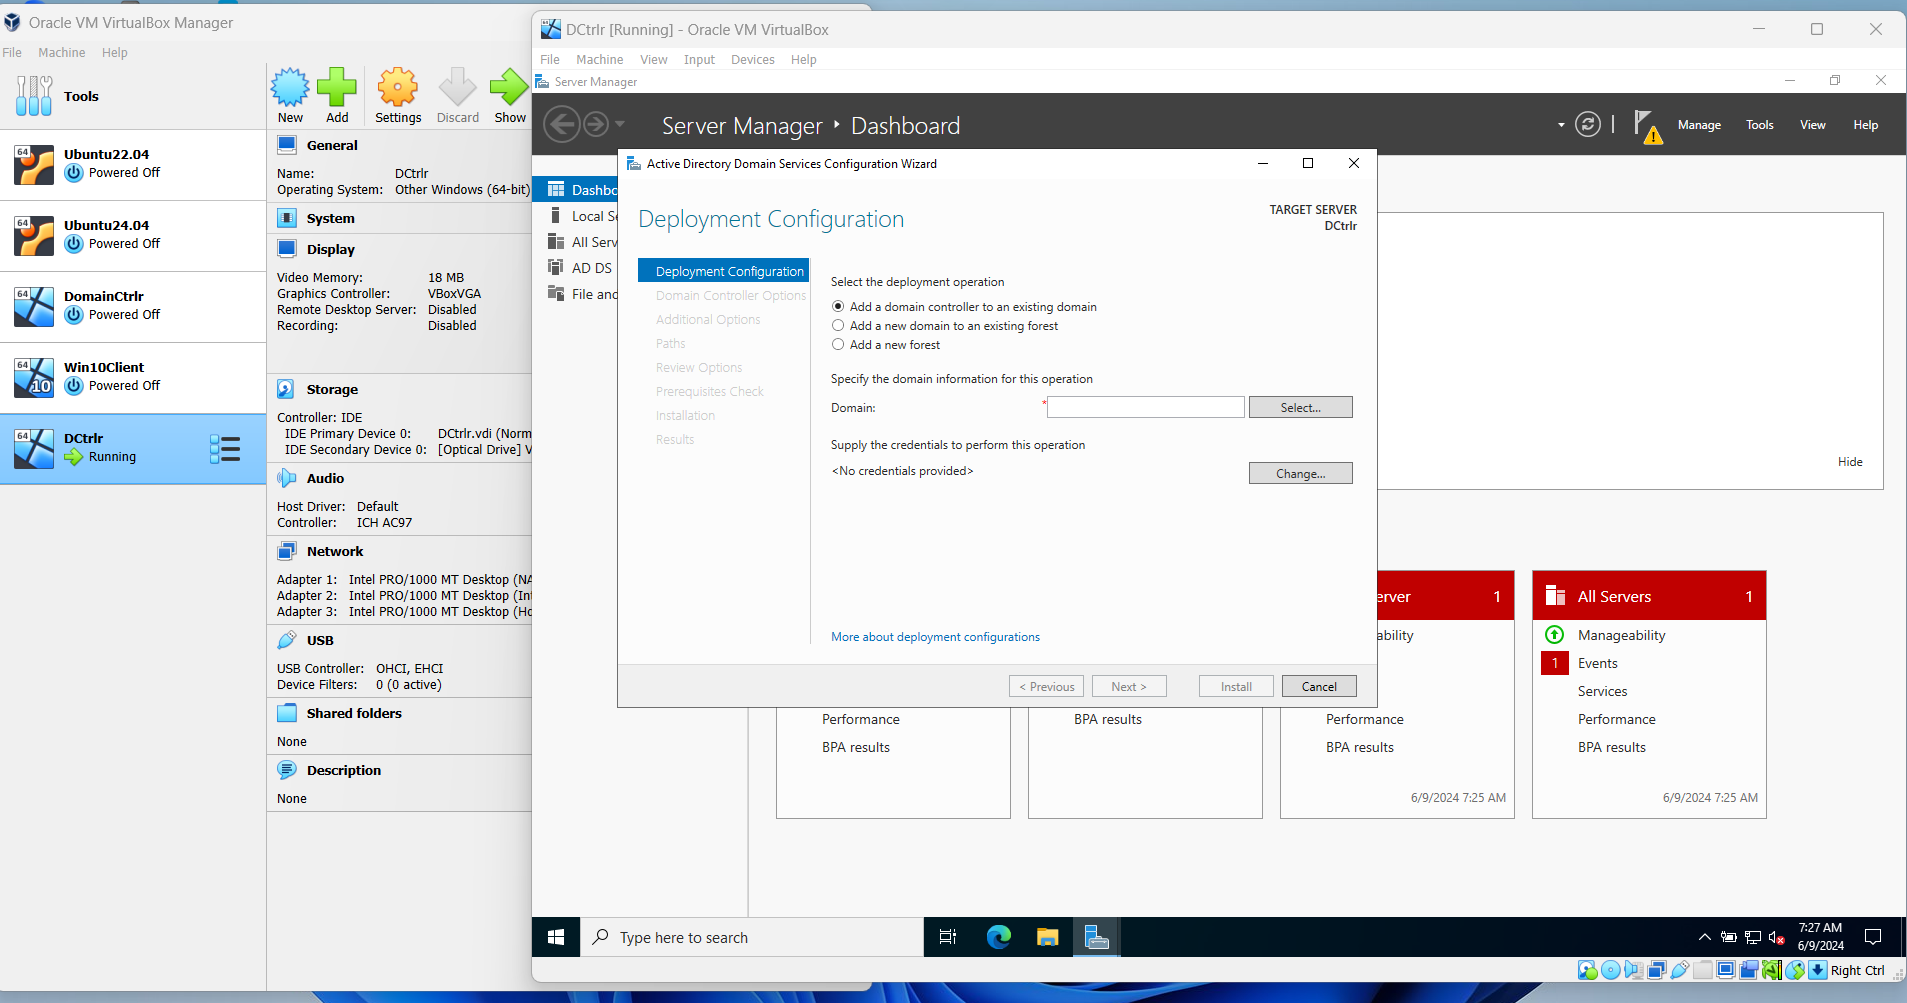 Oracle VM VirtualBox Manager
File Machine Help
Tools
New Add Settings Discard Show
64
Ubuntu22.04
Powered Off
64
Ubuntu24.04
Powered Off
64
DomainCtrlr
Powered Off
64
10
Win10Client
Powered Off
64
DCtrlr
Running
General
Name: DCtrlr
Operating System: Other Windows (64-bit)
System
Display
Video Memory: 18 MB
Graphics Controller: VBoxVGA
Remote Desktop Server: Disabled
Recording: Disabled
Storage
Controller: IDE
IDE Primary Device 0: DCtrlr.vdi (Norm
IDE Secondary Device 0: [Optical Drive] V
Audio
Host Driver: Default
Controller: ICH AC97
Network
Adapter 1: Intel PRO/1000 MT Desktop (NA
Adapter 2: Intel PRO/1000 MT Desktop (In
Adapter 3: Intel PRO/1000 MT Desktop (Ho
USB
USB Controller: OHCI, EHCI
Device Filters: 0 (0 active)
Shared folders
None
Description
None
DCtrlr [Running] - Oracle VM VirtualBox
File Machine View Input Devices Help
Server Manager
Server Manager Dashboard
Manage Tools View Help
Dashbo
Local Se
All Serv
AD DS
File and
Active Directory Domain Services Configuration Wizard
Deployment Configuration
TARGET SERVER
DCtrlr
Deployment Configuration
Domain Controller Options
Additional Options
Paths
Review Options
Prerequisites Check
Installation
Results
Select the deployment operation
Add a domain controller to an existing domain
Add a new domain to an existing forest
Add a new forest
Specify the domain information for this operation
Domain: * Select...
Supply the credentials to perform this operation
<No credentials provided> Change...
More about deployment configurations
< Previous Next > Install Cancel
Hide
Performance
BPA results
BPA results
erver 1
ability
Performance
BPA results
6/9/2024 7:25 AM
All Servers 1
Manageability
1 Events
Services
Performance
BPA results
6/9/2024 7:25 AM
Type here to search
7:27 AM
6/9/2024
Right Ctrl